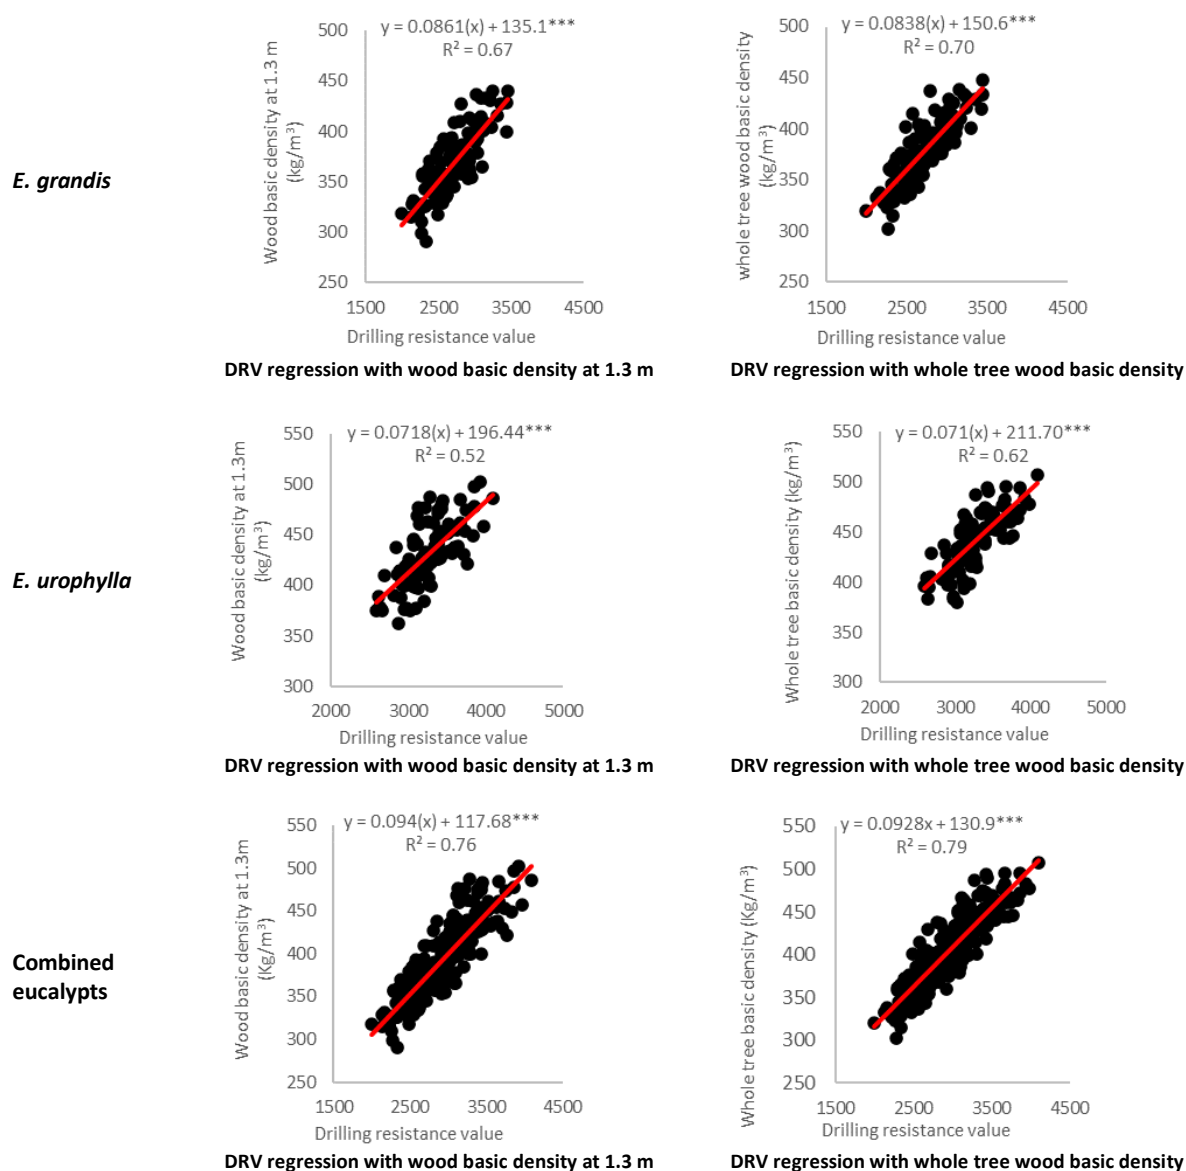 E. grandis
y = 0.0861(x) + 135.1***
R² = 0.67
Wood basic density at 1.3 m
(kg/m³)
500
450
400
350
300
250
1500 2500 3500 4500
Drilling resistance value
DRV regression with wood basic density at 1.3 m
y = 0.0838(x) + 150.6***
R² = 0.70
whole tree wood basic density
(kg/m³)
500
450
400
350
300
250
1500 2500 3500 4500
Drilling resistance value
DRV regression with whole tree wood basic density
E. urophylla
y = 0.0718(x) + 196.44***
R² = 0.52
Wood basic density at 1.3m
(kg/m³)
550
500
450
400
350
300
2000 3000 4000 5000
Drilling resistance value
DRV regression with wood basic density at 1.3 m
y = 0.071(x) + 211.70***
R² = 0.62
Whole tree basic density (kg/m³)
550
500
450
400
350
300
2000 3000 4000 5000
Drilling resistance value
DRV regression with whole tree wood basic density
Combined
eucalypts
y = 0.094(x) + 117.68***
R² = 0.76
Wood basic density at 1.3m
(Kg/m³)
550
500
450
400
350
300
250
1500 2500 3500 4500
Drilling resistance value
DRV regression with wood basic density at 1.3 m
y = 0.0928x + 130.9***
R² = 0.79
Whole tree basic density (Kg/m³)
550
500
450
400
350
300
250
1500 2500 3500 4500
Drilling resistance value
DRV regression with whole tree wood basic density